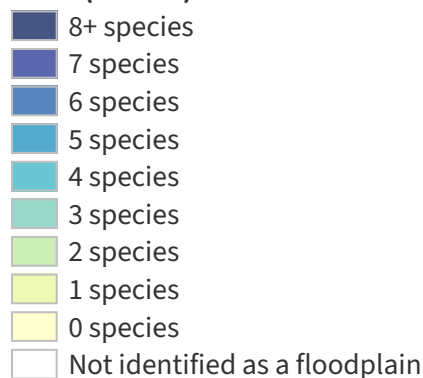 8+ species
7 species
6 species
5 species
4 species
3 species
2 species
1 species
0 species
Not identified as a floodplain